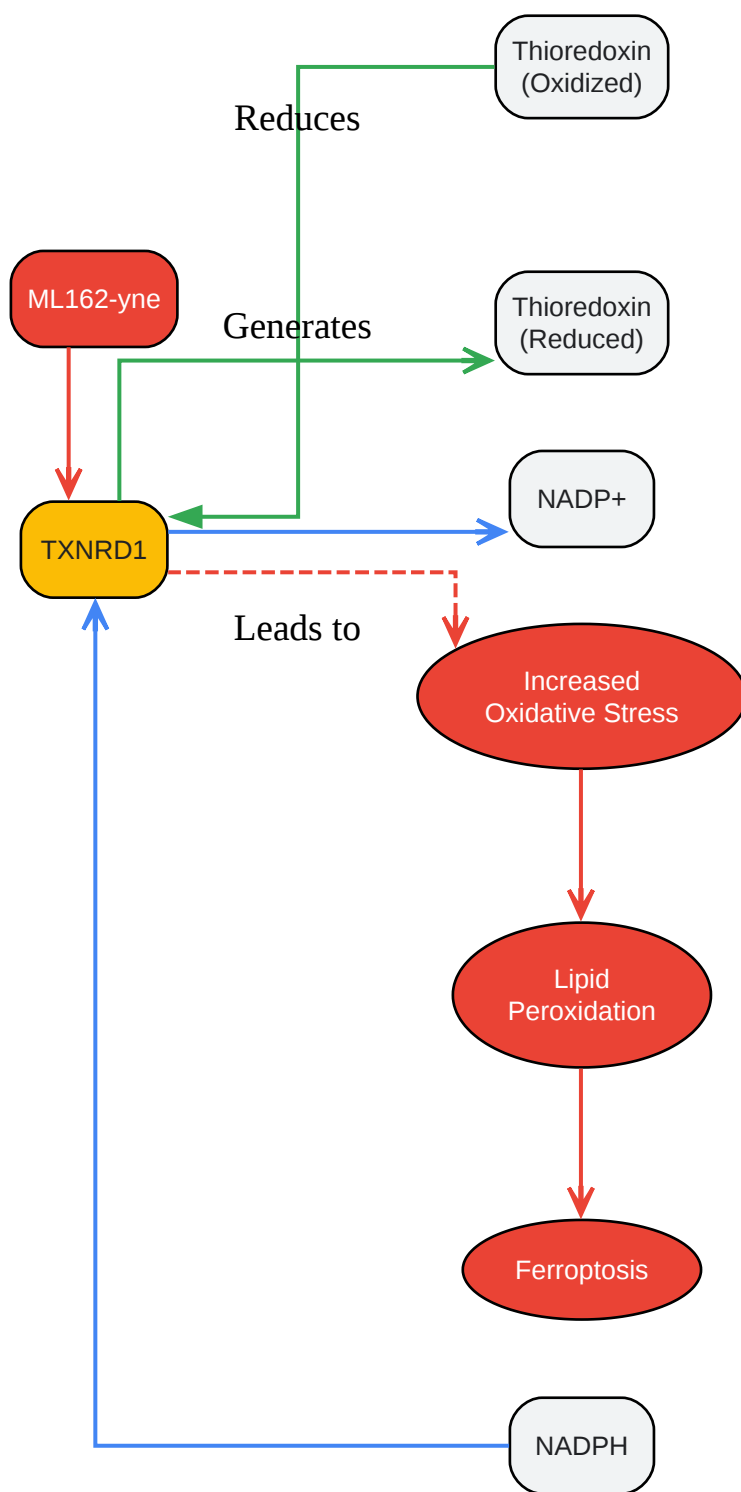 Thioredoxin
(Oxidized)
Reduces
ML162-yne
Thioredoxin
(Reduced)
Generates
NADP+
TXNRD1
Leads to
Increased
Oxidative Stress
Lipid
Peroxidation
Ferroptosis
NADPH